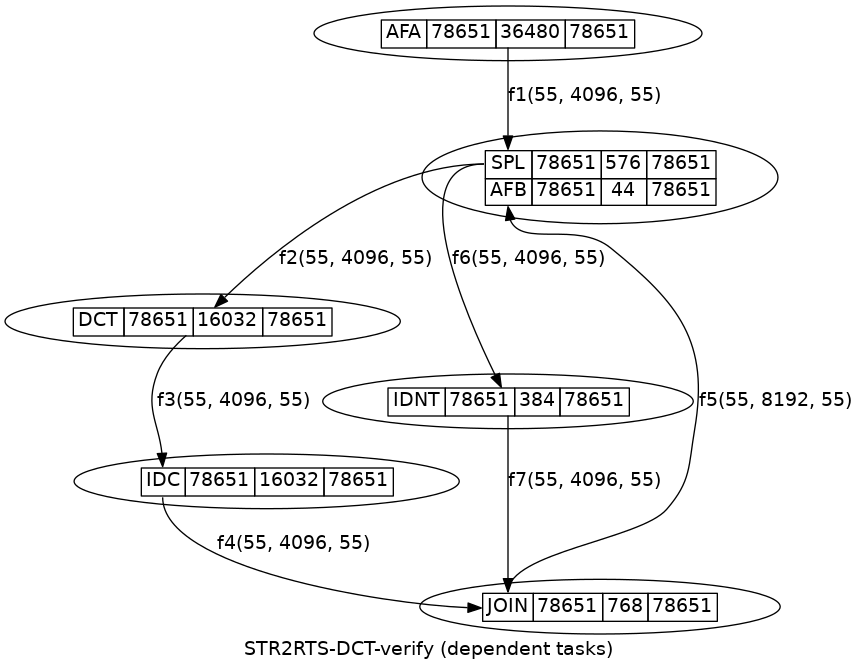 AFA 78651 36480 78651
f1(55, 4096, 55)
SPL 78651 576 78651
AFB 78651 44 78651
f2(55, 4096, 55)
f6(55, 4096, 55)
DCT 78651 16032 78651
IDNT 78651 384 78651
f3(55, 4096, 55)
f5(55, 8192, 55)
IDC 78651 16032 78651
f7(55, 4096, 55)
f4(55, 4096, 55)
JOIN 78651 768 78651
STR2RTS-DCT-verify (dependent tasks)